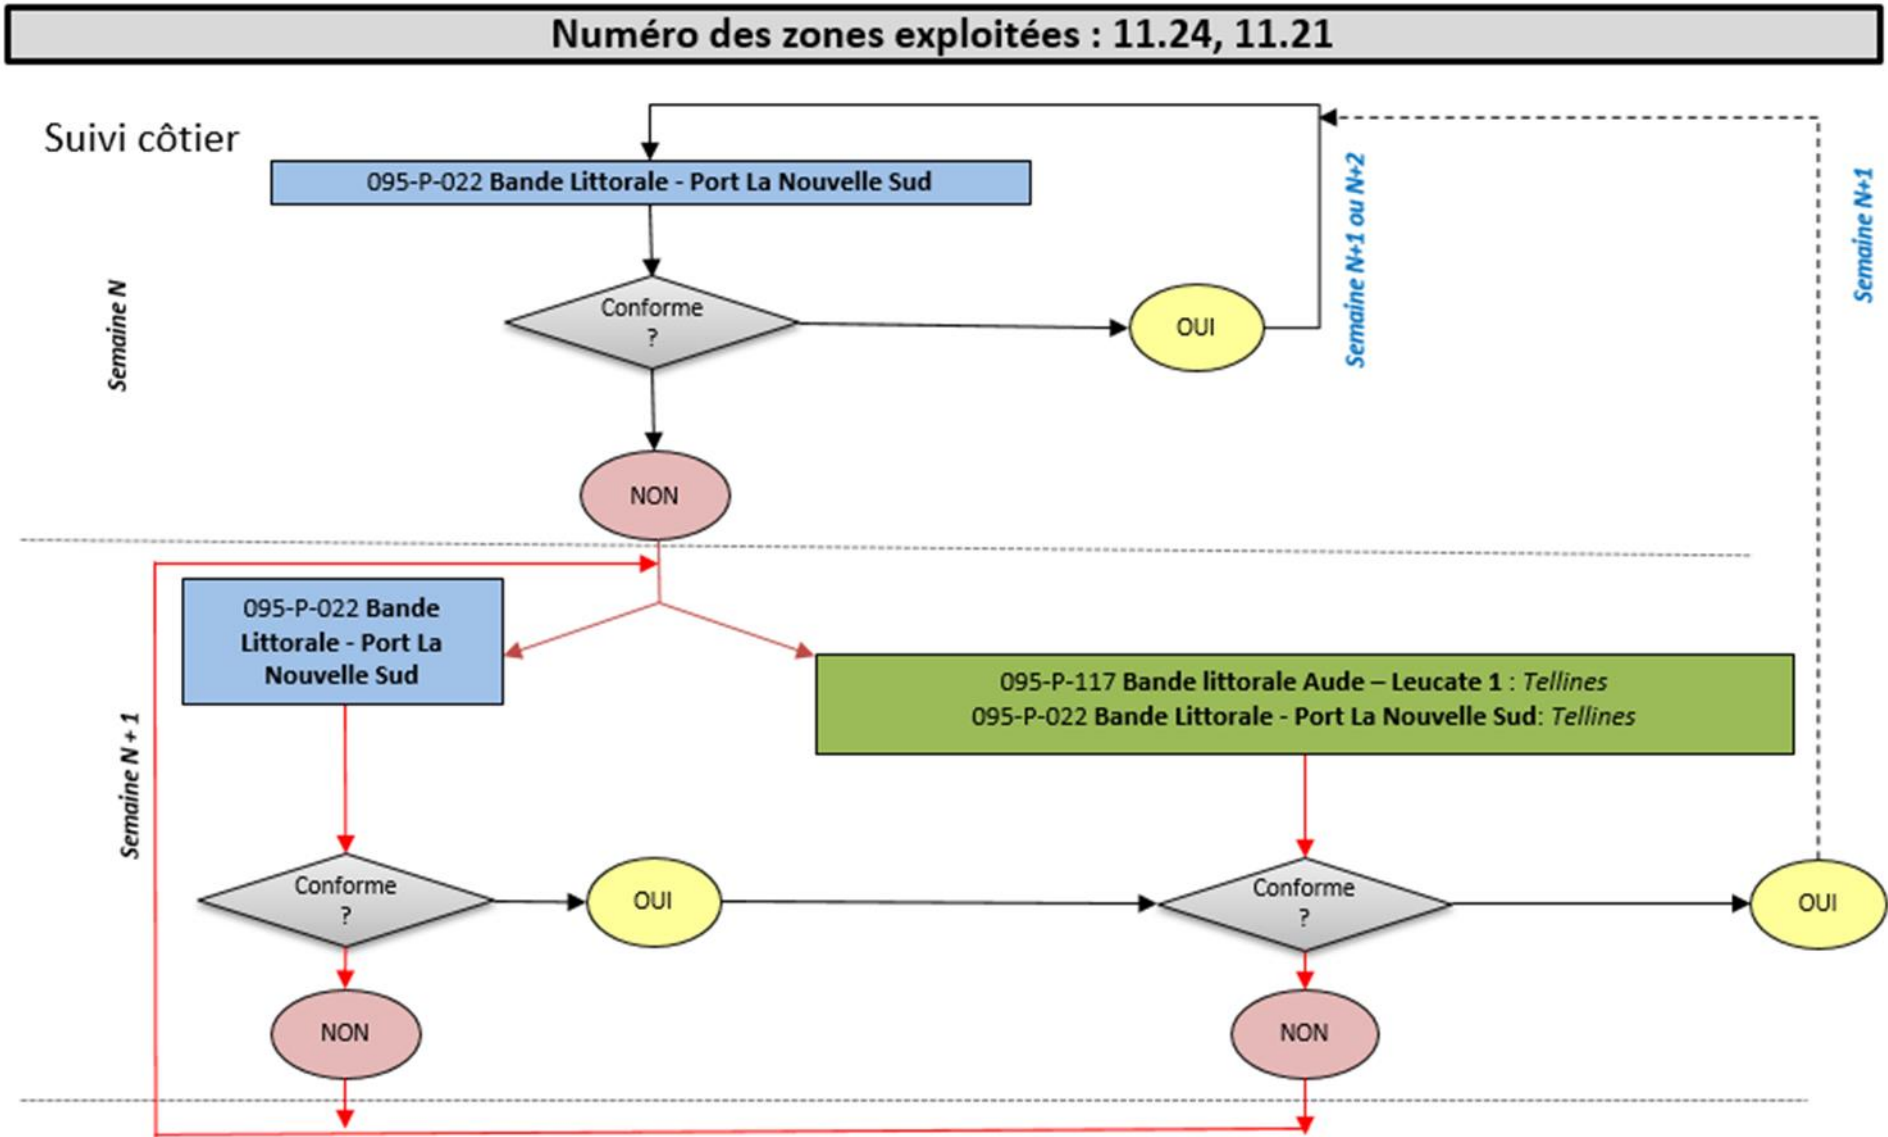 Numéro des zones exploitées : 11.24, 11.21
Suivi côtier
095-P-022 Bande Littorale - Port La Nouvelle Sud
Semaine N
Conforme
?
OUI
Semaine N+1 ou N+2
Semaine N+1
NON
095-P-022 Bande
Littorale - Port La
Nouvelle Sud
095-P-117 Bande littorale Aude – Leucate 1 : Tellines
095-P-022 Bande Littorale - Port La Nouvelle Sud: Tellines
Semaine N + 1
Conforme
?
OUI
Conforme
?
OUI
NON
NON